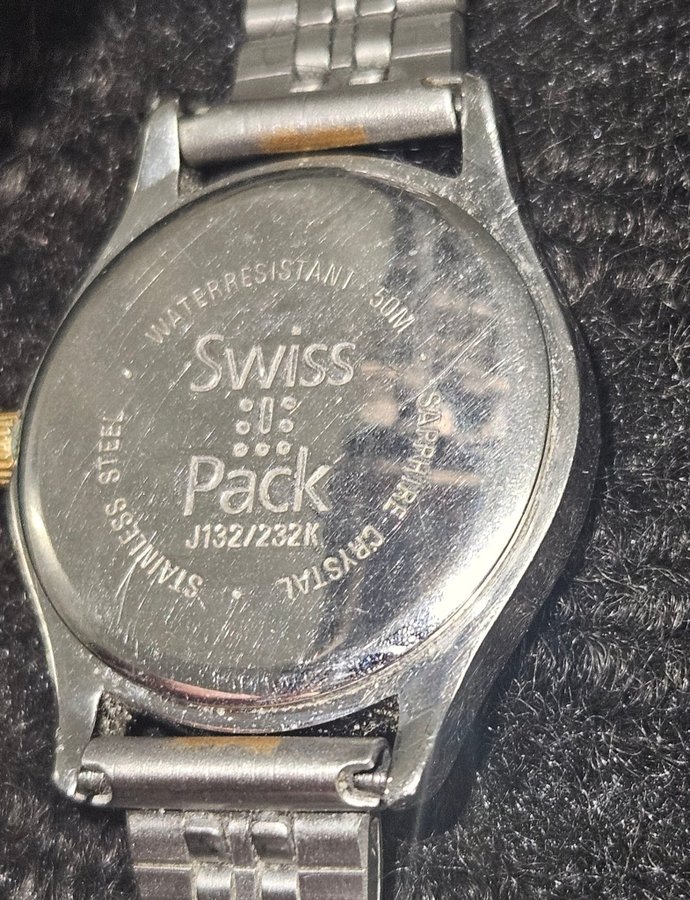 WATERRESISTANT 50M · SAPPHIRE CRYSTAL · STAINLESS STEEL ·
Swiss
Pack
J132/232K